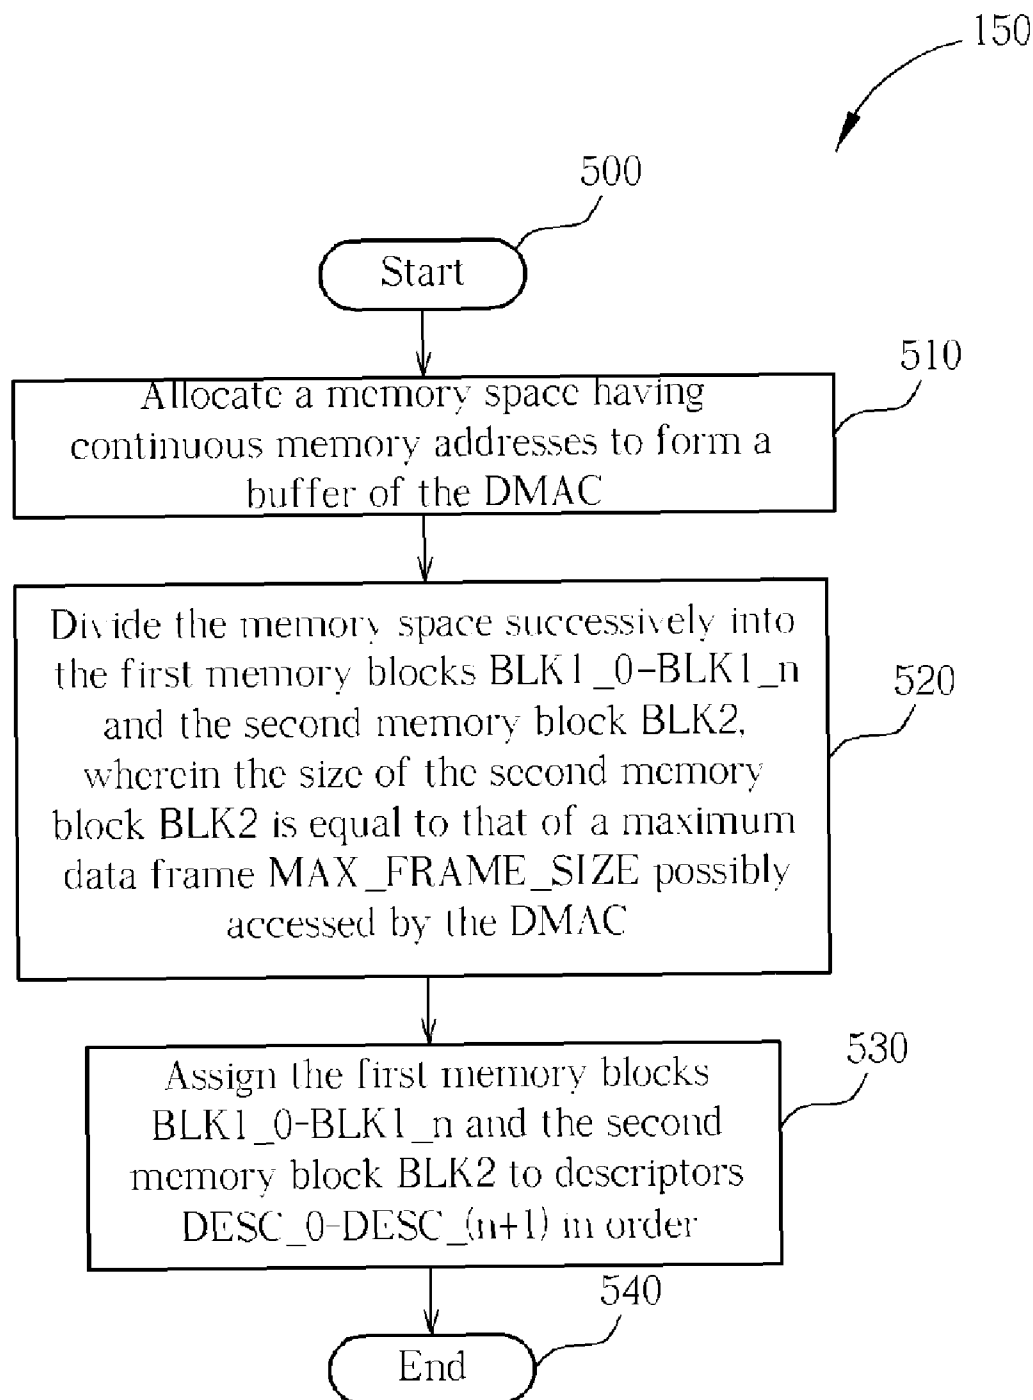 150
500
Start
510
Allocate a memory space having
continuous memory addresses to form a
buffer of the DMAC
Divide the memory space successively into
the first memory blocks BLK1_0-BLK1_n
and the second memory block BLK2,
wherein the size of the second memory
block BLK2 is equal to that of a maximum
data frame MAX_FRAME_SIZE possibly
accessed by the DMAC
520
530
Assign the first memory blocks
BLK1_0-BLK1_n and the second
memory block BLK2 to descriptors
DESC_0-DESC_(n+1) in order
540
End